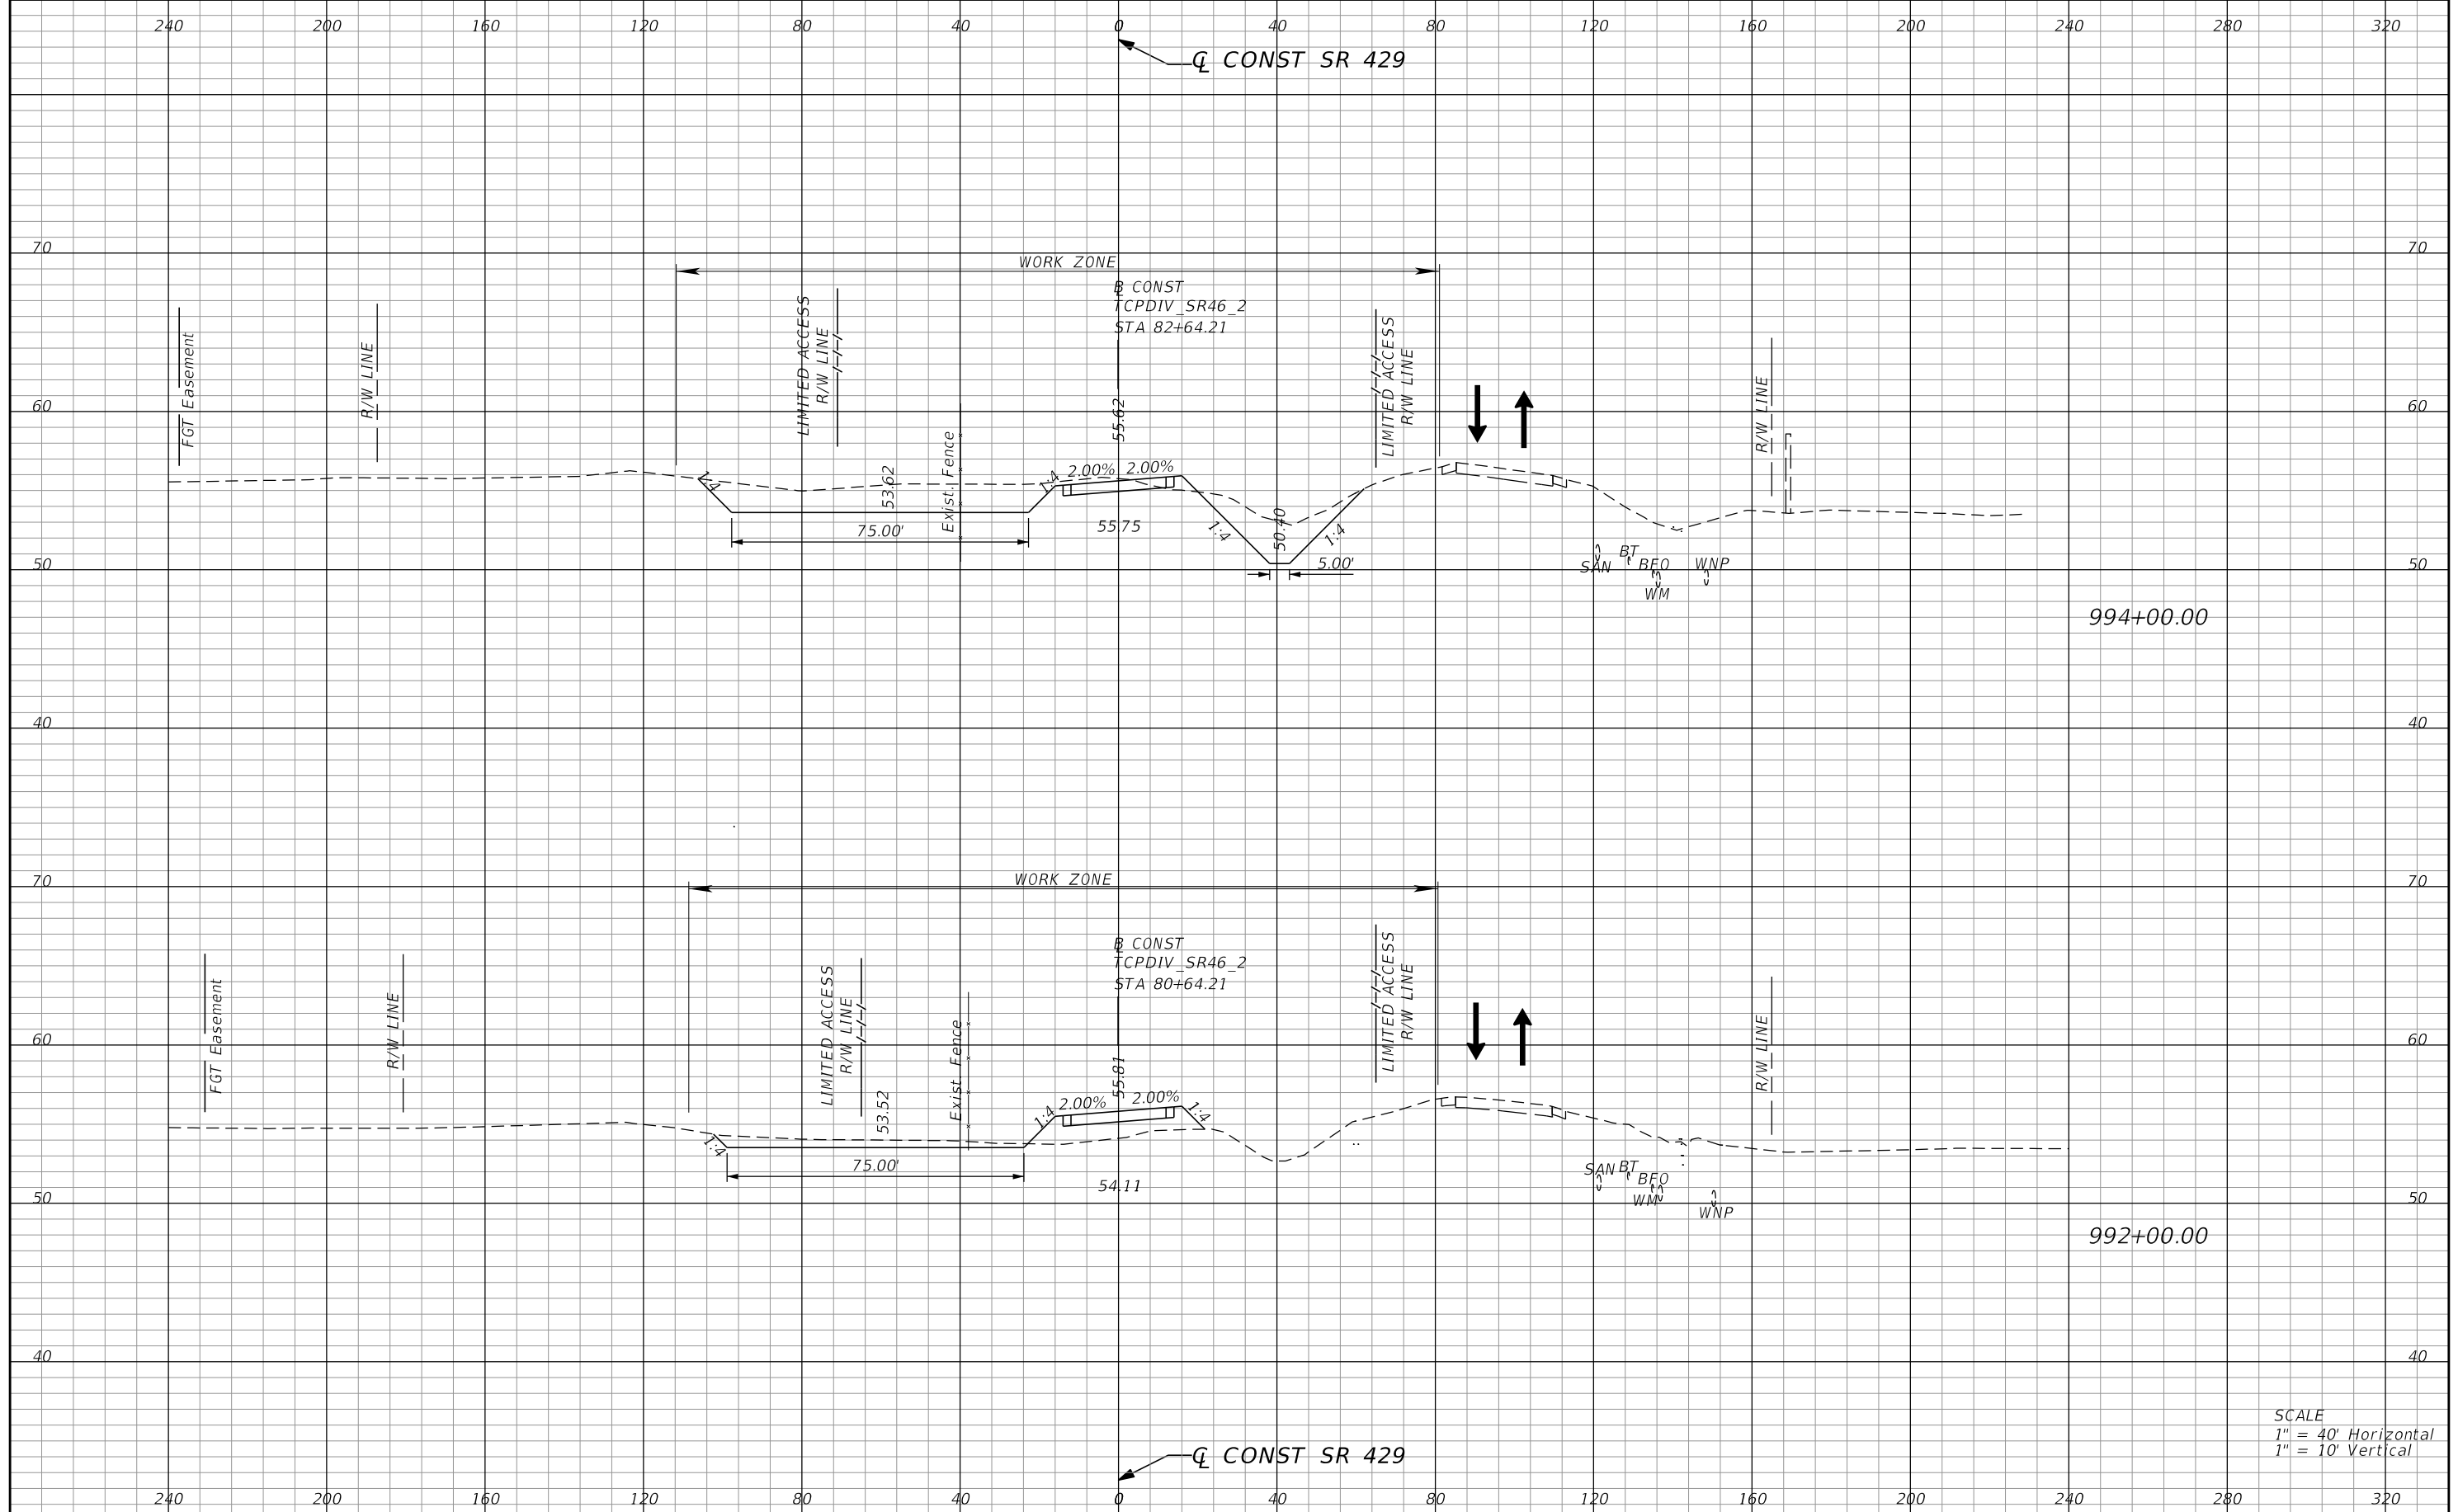 240 200 160 120 80 40 0 40 80 120 160 200 240 280 320
℄ CONST SR 429
70 70
WORK ZONE
B CONST
TCPDIV_SR46_2
STA 82+64.21
FGT Easement
R/W LINE
LIMITED ACCESS
R/W LINE
Exist. Fence
LIMITED ACCESS
R/W LINE
R/W LINE
60 60
55.62
1:4
53.62
1:4
2.00% 2.00%
75.00'
55.75
1:4
50.40
1:4
5.00'
50 50
SAN
BT
BFO
WM
WNP
994+00.00
40 40
70 70
WORK ZONE
B CONST
TCPDIV_SR46_2
STA 80+64.21
FGT Easement
R/W LINE
LIMITED ACCESS
R/W LINE
Exist. Fence
LIMITED ACCESS
R/W LINE
R/W LINE
60 60
55.81
1:4
53.52
1:4
2.00% 2.00%
1:4
75.00'
54.11
SAN
BT
BFO
WM
WNP
50 50
992+00.00
40 40
SCALE
1" = 40' Horizontal
1" = 10' Vertical
℄ CONST SR 429
240 200 160 120 80 40 0 40 80 120 160 200 240 280 320